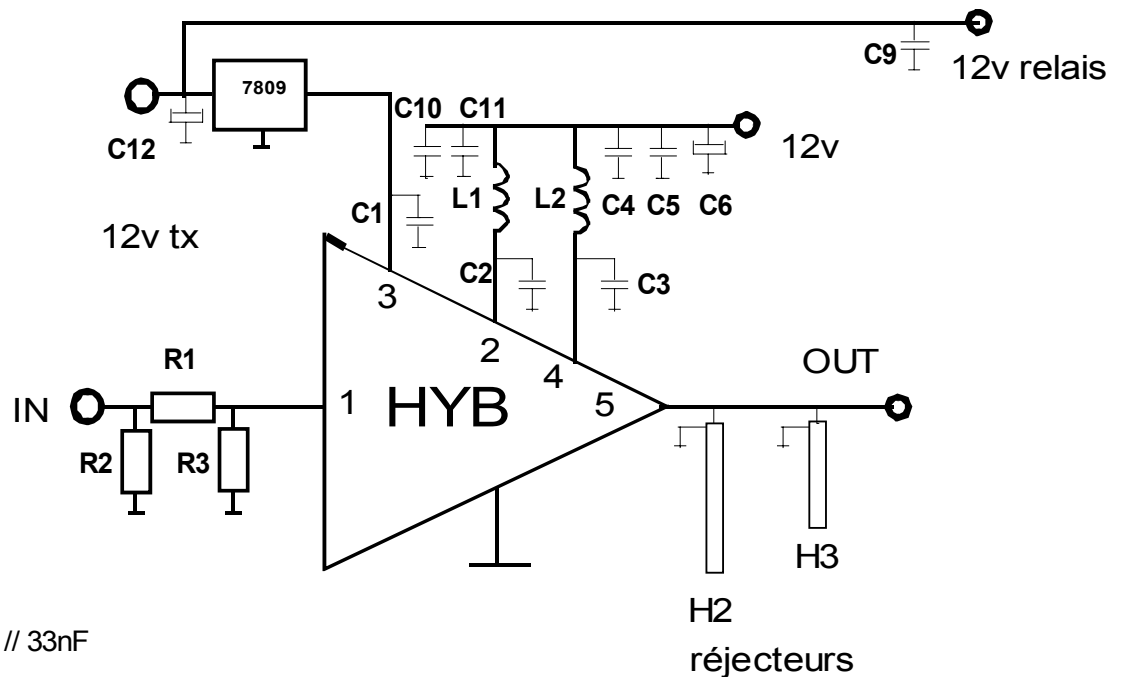 C9
12v relais
7809
C10 C11
C12
12v
C1
L1
L2
C4
C5
C6
12v tx
C2
C3
3
2
4
R1
OUT
IN
1
HYB
5
R2
R3
H3
H2
// 33nF
réjecteurs